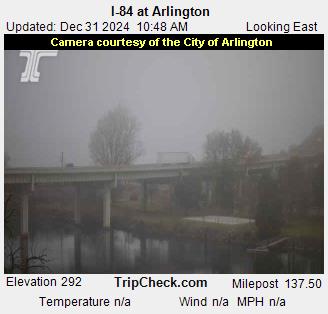 I-84 at Arlington
Updated: Dec 31 2024 10:48 AM Looking East
Camera courtesy of the City of Arlington
Elevation 292 TripCheck.com Milepost 137.50
Temperature n/a Wind n/a MPH n/a